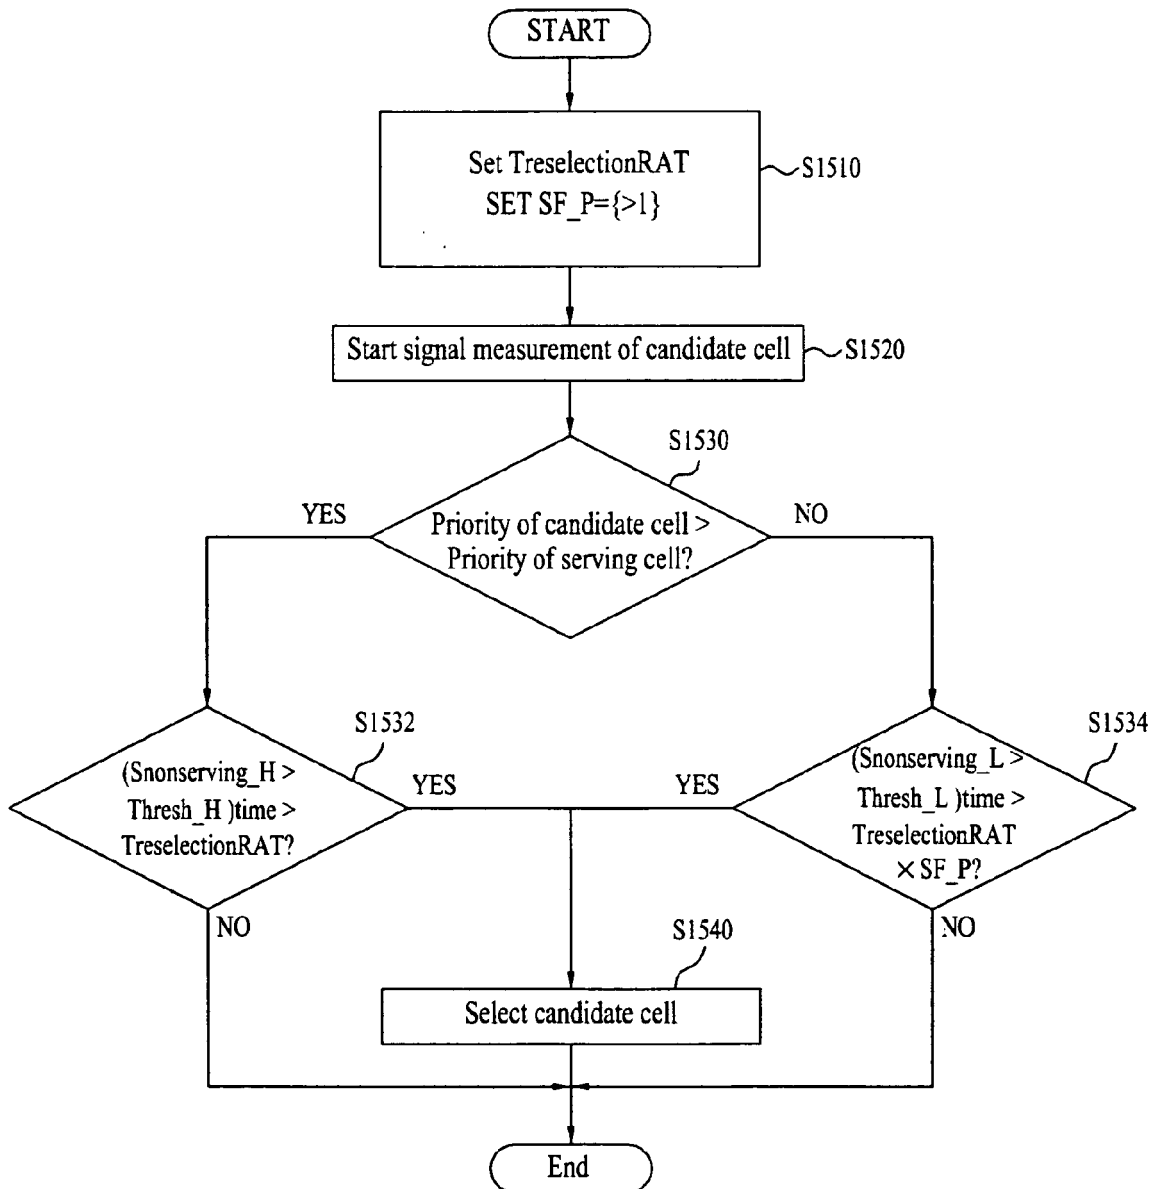 START
Set TreselectionRAT
SET SF_P={>1}
S1510
Start signal measurement of candidate cell
S1520
S1530
YES
Priority of candidate cell >
Priority of serving cell?
NO
S1532
(Snonserving_H >
Thresh_H )time >
TreselectionRAT?
YES
NO
S1534
(Snonserving_L >
Thresh_L )time >
TreselectionRAT
× SF_P?
YES
NO
S1540
Select candidate cell
End